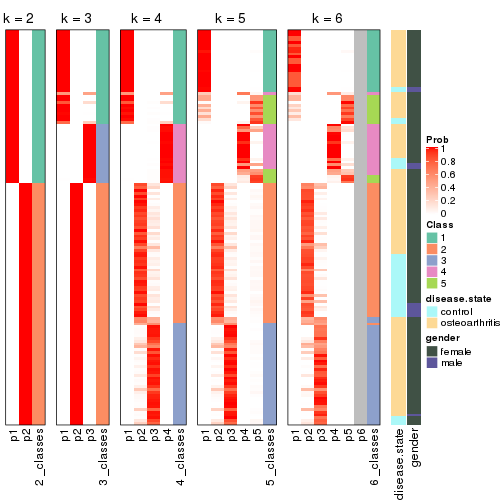 k = 2
k = 3
k = 4
k = 5
k = 6
Prob
1
0.8
0.6
0.4
0.2
0
Class
1
2
3
4
5
disease.state
control
osteoarthritis
gender
female
male
p1
p2
2_classes
p1
p2
p3
3_classes
p1
p2
p3
p4
4_classes
p1
p2
p3
p4
p5
5_classes
p1
p2
p3
p4
p5
p6
6_classes
disease.state
gender